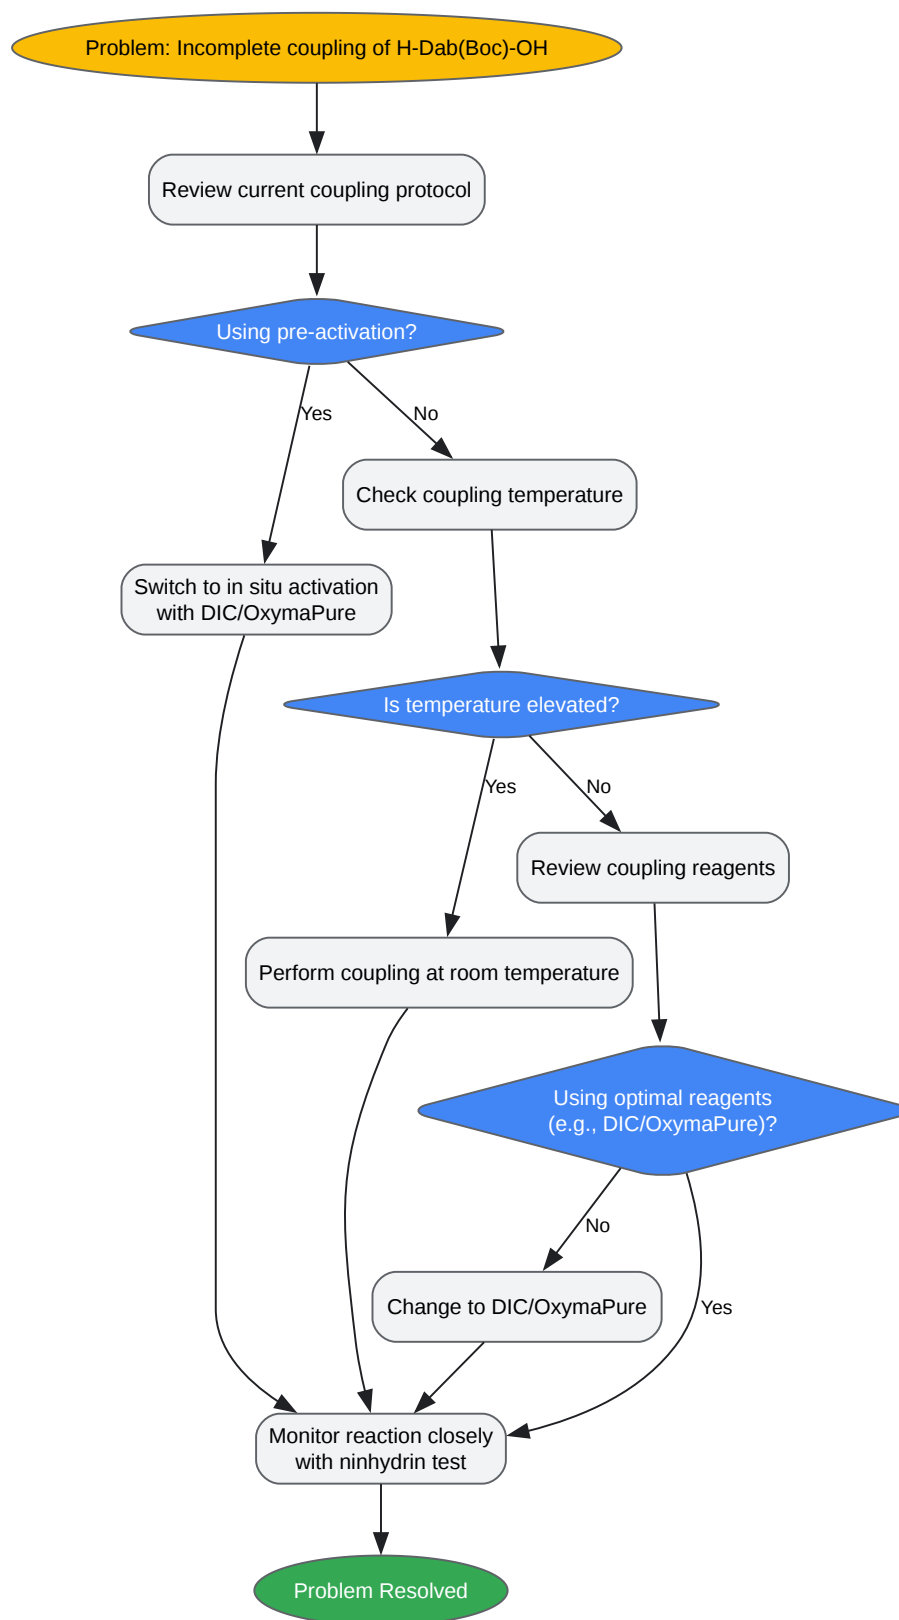 Problem: Incomplete coupling of H-Dab(Boc)-OH
Review current coupling protocol
Using pre-activation?
Yes
No
Check coupling temperature
Switch to in situ activation
with DIC/OxymaPure
Is temperature elevated?
Yes
No
Review coupling reagents
Perform coupling at room temperature
Using optimal reagents
(e.g., DIC/OxymaPure)?
No
Change to DIC/OxymaPure
Yes
Monitor reaction closely
with ninhydrin test
Problem Resolved